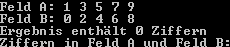 Feld A: 1 3 5 7 9
Feld B: 0 2 4 6 8
Ergebnis enthält 0 Ziffern
Ziffern in Feld A und Feld B: